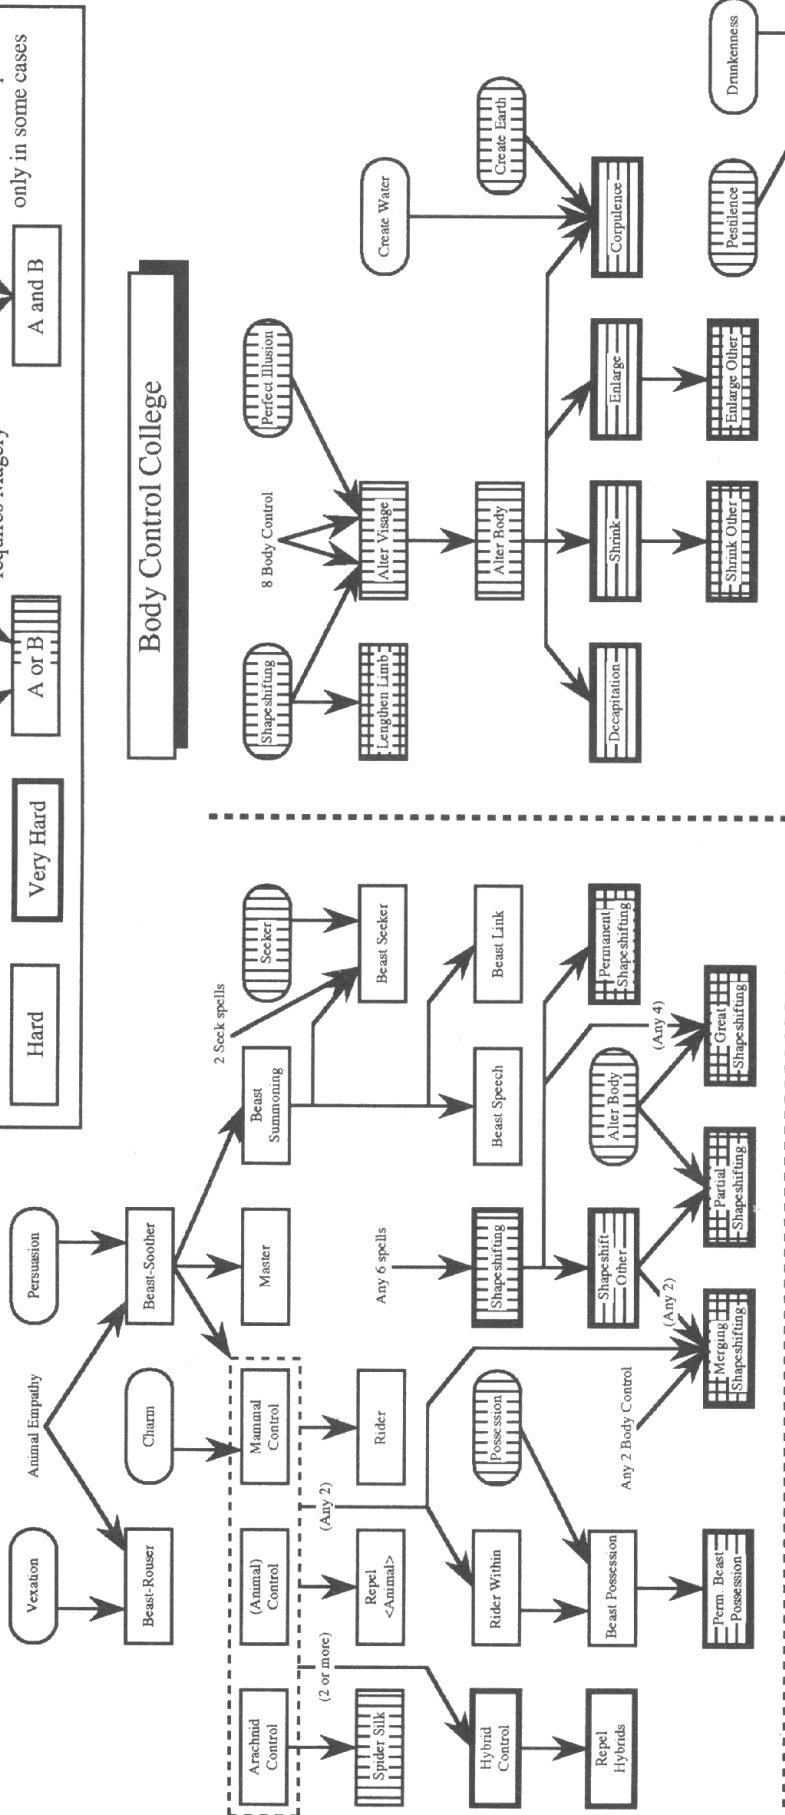 only in some cases
requires Magery
Hard
Very Hard
A or B
A and B
Body Control College
Vexation
Animal Empathy
Persuasion
Beast-Rouser
Charm
Beast-Soother
Arachnid
Control
(Animal)
Control
Mammal
Control
Master
Beast
Summoning
2 Seek spells
Seeker
(2 or more)
(Any 2)
Spider Silk
Repel
<Animal>
Rider
Any 6 spells
Beast Seeker
Hybrid
Control
Rider Within
Possession
Shapeshifting
Beast Speech
Beast Link
Repel
Hybrids
Beast Possession
Any 2 Body Control
(Any 2)
Shapeshift
Other
Alter Body
(Any 4)
Permanent
Shapeshifting
Perm. Beast
Possession
Merging
Shapeshifting
Partial
Shapeshifting
Great
Shapeshifting
Shapeshifting
8 Body Control
Perfect Illusion
Lengthen Limb
Alter Visage
Create Water
Alter Body
Create Earth
Decapitation
Shrink
Enlarge
Corpulence
Shrink Other
Enlarge Other
Pestilence
Drunkenness